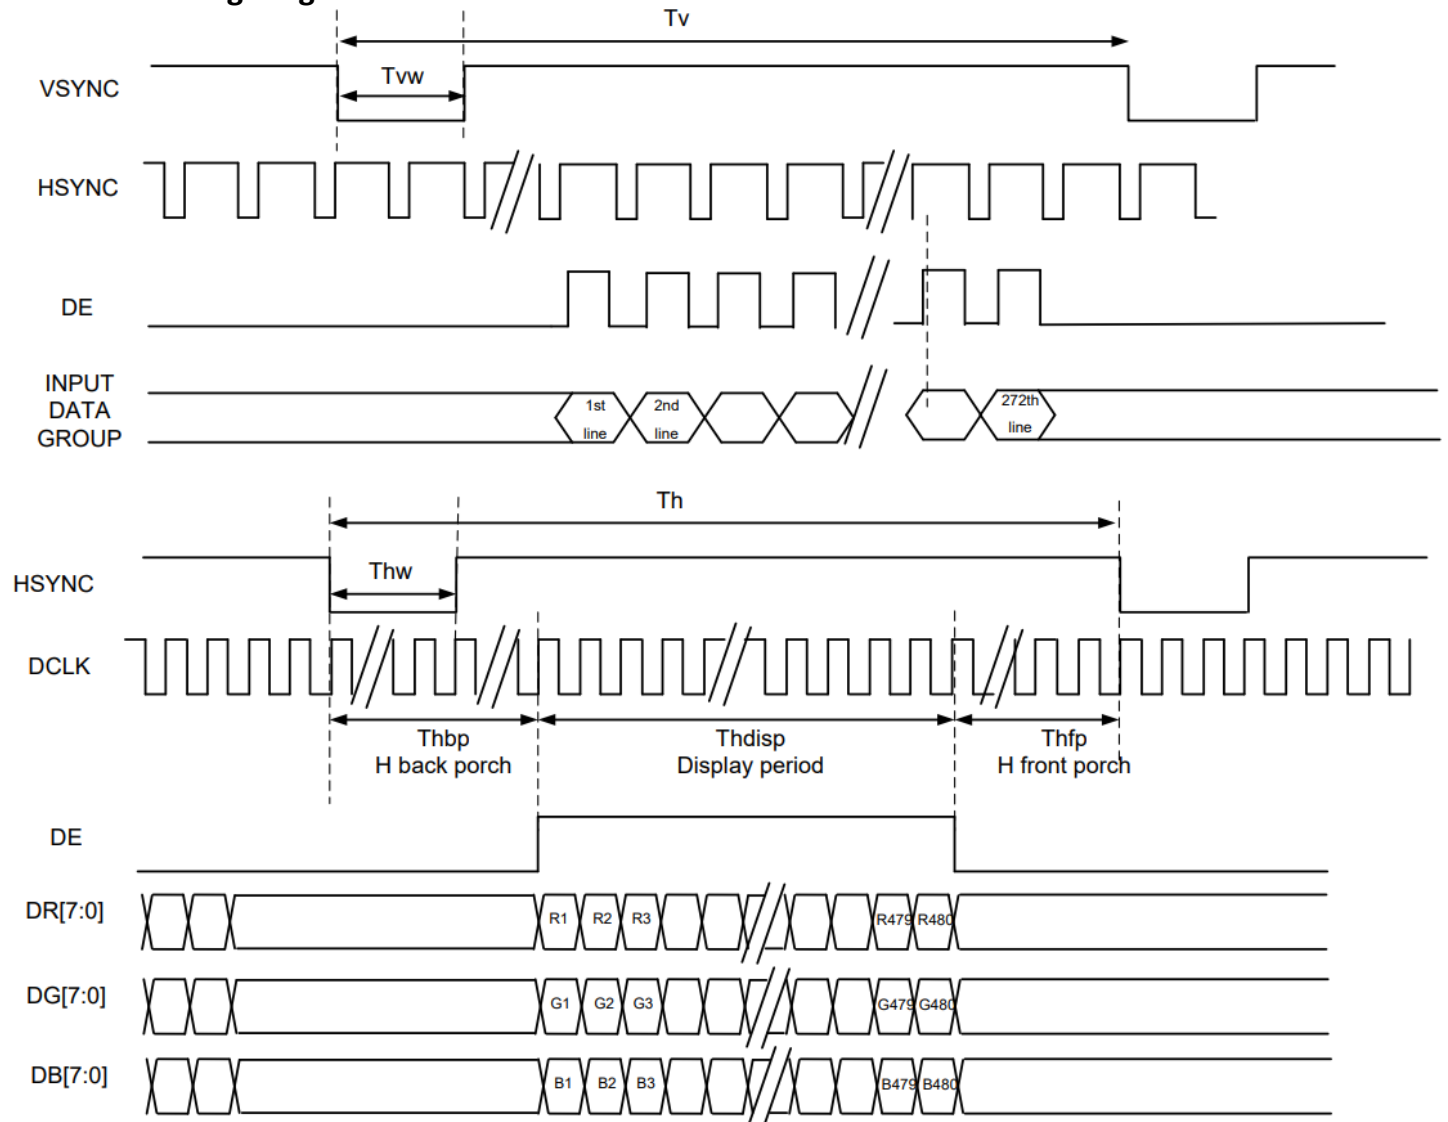 Tv
Tvw
VSYNC
HSYNC
DE
INPUT
DATA
GROUP
1st
line
2nd
line
272th
line
Th
Thw
HSYNC
DCLK
Thbp
H back porch
Thdisp
Display period
Thfp
H front porch
DE
DR[7:0]
R1 R2 R3 R479 R480
DG[7:0]
G1 G2 G3 G479 G480
DB[7:0]
B1 B2 B3 B479 B480